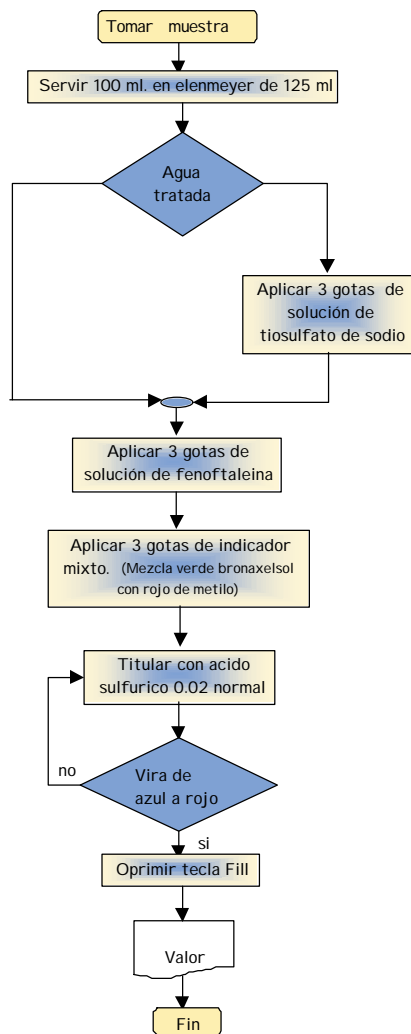 Tomar muestra
Servir 100 ml. en elenmeyer de 125 ml
Agua
tratada
Aplicar 3 gotas de
solución de
tiosulfato de sodio
Aplicar 3 gotas de
solución de fenoftaleina
Aplicar 3 gotas de indicador
mixto. (Mezcla verde bronaxelsol
con rojo de metilo)
Titular con acido
sulfurico 0.02 normal
no
Vira de
azul a rojo
si
Oprimir tecla Fill
Valor
Fin